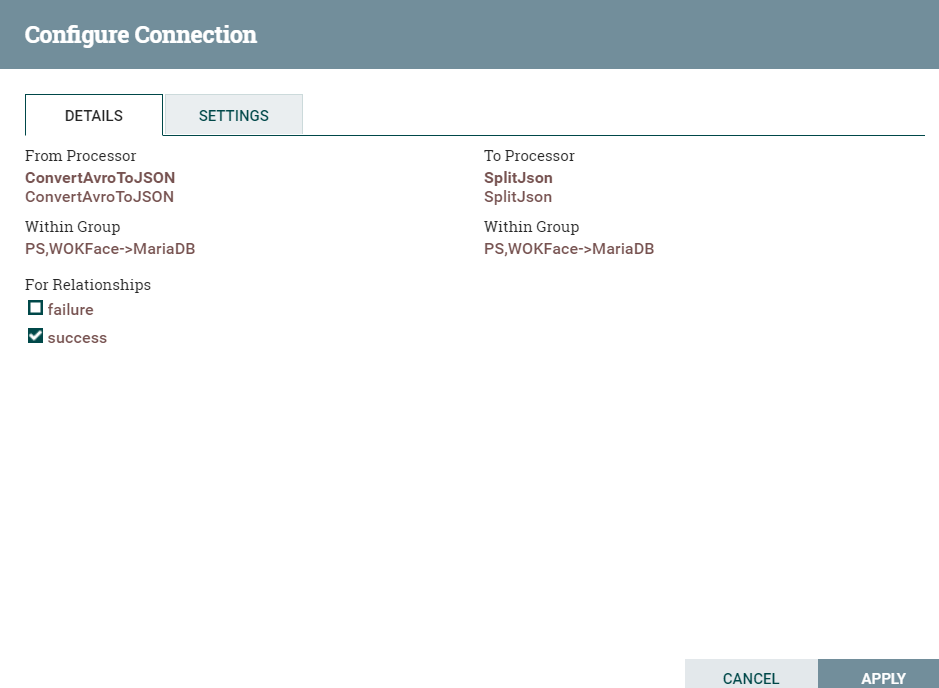 Configure Connection
DETAILS
SETTINGS
From Processor
ConvertAvroToJSON
ConvertAvroToJSON
Within Group
PS,WOKFace->MariaDB
To Processor
SplitJson
SplitJson
Within Group
PS,WOKFace->MariaDB
For Relationships
failure
success
CANCEL
APPLY